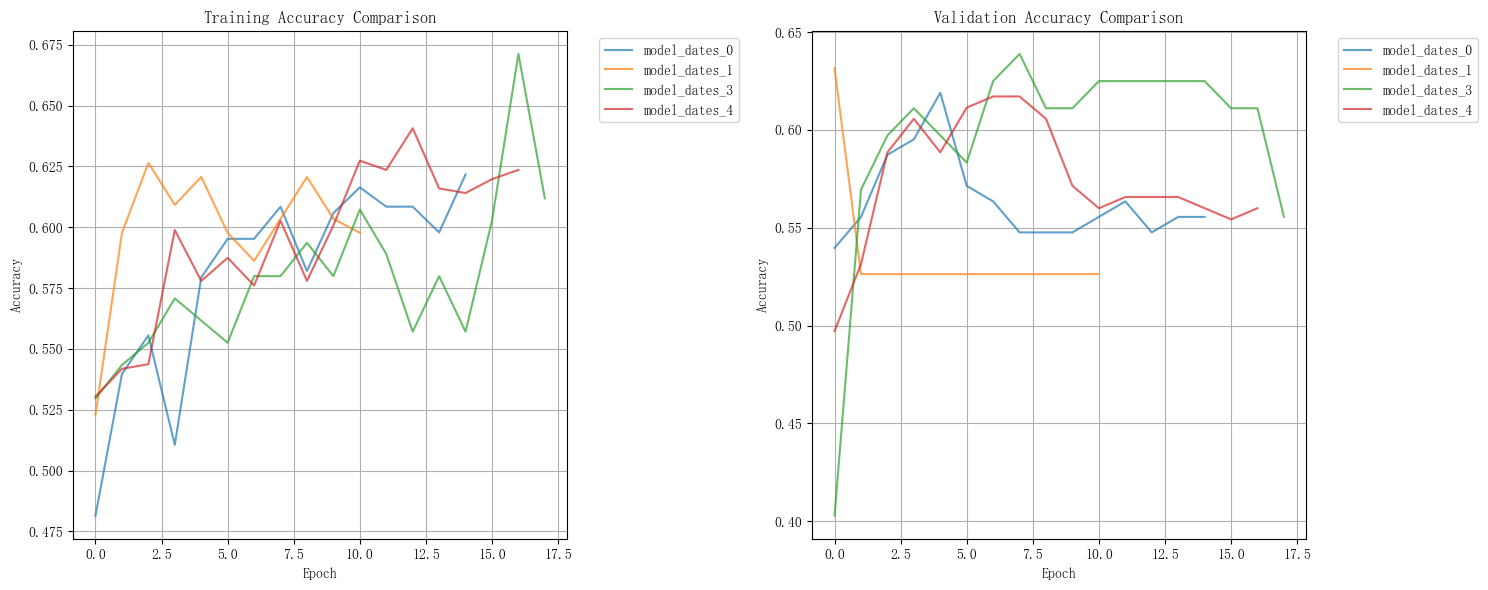 Training Accuracy Comparison
0.675
0.650
0.625
0.600
0.575
0.550
0.525
0.500
0.475
Accuracy
0.0 2.5 5.0 7.5 10.0 12.5 15.0 17.5
Epoch
model_dates_0
model_dates_1
model_dates_3
model_dates_4
Validation Accuracy Comparison
0.65
0.60
0.55
0.50
0.45
0.40
Accuracy
0.0 2.5 5.0 7.5 10.0 12.5 15.0 17.5
Epoch
model_dates_0
model_dates_1
model_dates_3
model_dates_4